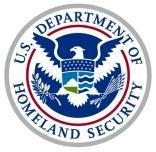 U.S. DEPARTMENT OF
HOMELAND SECURITY